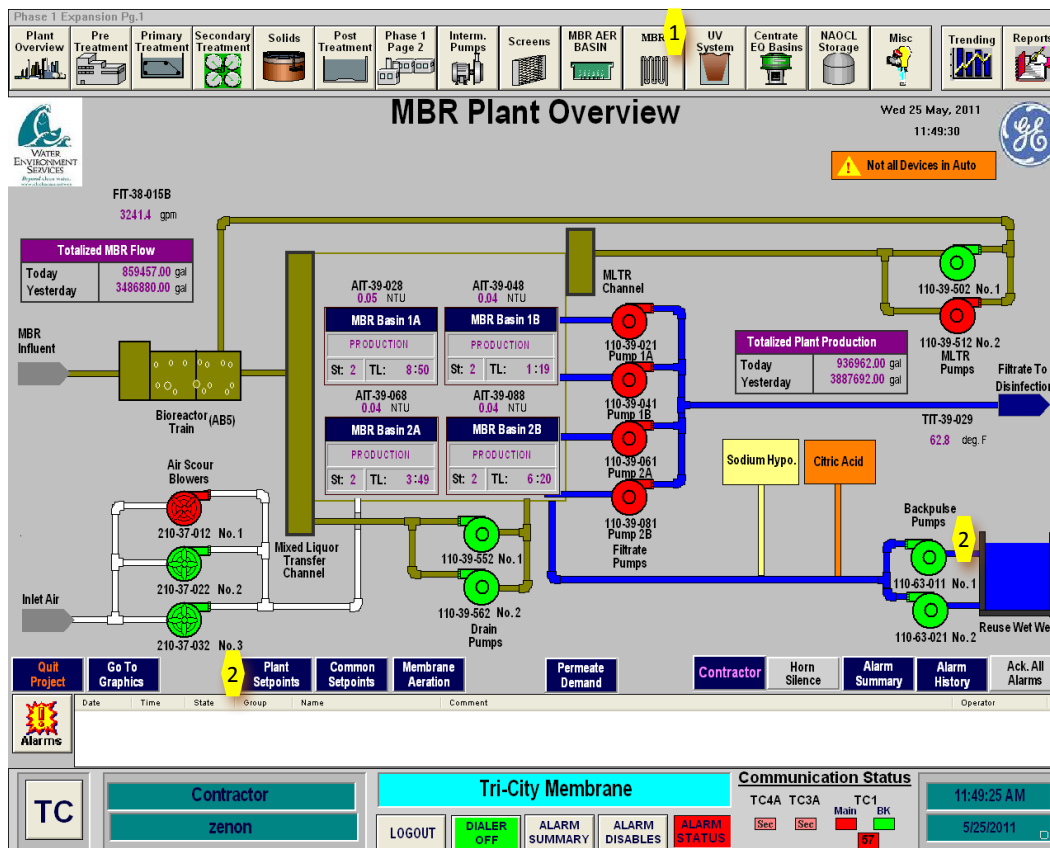 Phase 1 Expansion Pg.1
Plant Overview
Pre Treatment
Primary Treatment
Secondary Treatment
Solids
Post Treatment
Phase 1 Page 2
Interm. Pumps
Screens
MBR AER BASIN
MBR
1
UV System
Centrate EQ Basins
NAOCL Storage
Misc
Trending
Reports
MBR Plant Overview
Wed 25 May, 2011
11:49:30
WATER
ENVIRONMENT
SERVICES
Not all Devices in Auto
FIT-38-015B
3241.4 gpm
Totalized MBR Flow
Today 859457.00 gal
Yesterday 3486880.00 gal
MBR
Influent
Bioreactor (AB5)
Train
AIT-39-028
0.05 NTU
MBR Basin 1A
PRODUCTION
St: 2 TL: 8:50
AIT-39-048
0.04 NTU
MBR Basin 1B
PRODUCTION
St: 2 TL: 1:19
AIT-39-068
0.04 NTU
MBR Basin 2A
PRODUCTION
St: 2 TL: 3:49
AIT-39-088
0.04 NTU
MBR Basin 2B
PRODUCTION
St: 2 TL: 6:20
MLTR
Channel
110-39-021
Pump 1A
110-39-041
Pump 1B
110-39-061
Pump 2A
110-39-081
Pump 2B
Filtrate
Pumps
110-39-502 No.1
110-39-512 No.2
MLTR
Pumps
Totalized Plant Production
Today 936962.00 gal
Yesterday 3887692.00 gal
Filtrate To
Disinfection
TIT-39-029
62.8 deg. F
Sodium Hypo.
Citric Acid
Air Scour
Blowers
210-37-012 No.1
210-37-022 No.2
210-37-032 No.3
Inlet Air
Mixed Liquor
Transfer
Channel
110-39-552 No.1
110-39-562 No.2
Drain
Pumps
Backpulse
Pumps
2
110-63-011 No.1
110-63-021 No.2
Reuse Wet We
Quit Project
Go To Graphics
2
Plant Setpoints
Common Setpoints
Membrane Aeration
Permeate Demand
Contractor
Horn Silence
Alarm Summary
Alarm History
Ack. All Alarms
Alarms
Date Time State Group Name Comment Operator
TC
Contractor
zenon
Tri-City Membrane
LOGOUT
DIALER OFF
ALARM SUMMARY
ALARM DISABLES
ALARM STATUS
Communication Status
TC4A TC3A TC1
Main BK
Sec Sec
57
11:49:25 AM
5/25/2011